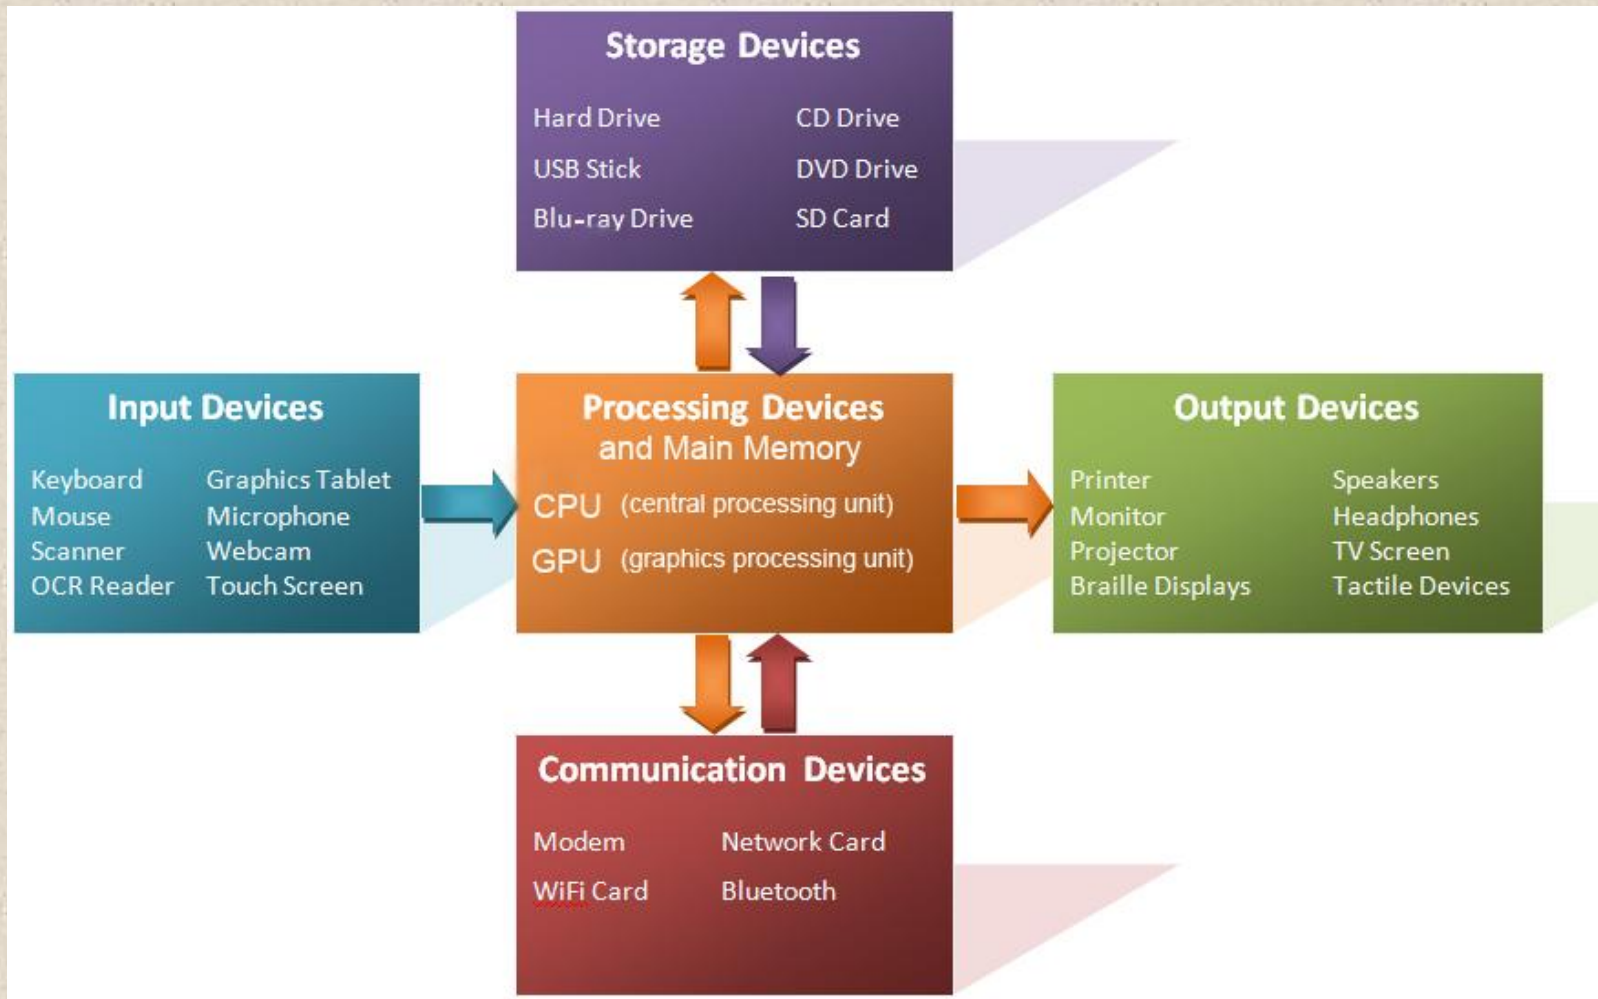 Storage Devices
Hard Drive CD Drive
USB Stick DVD Drive
Blu-ray Drive SD Card
Input Devices
Keyboard Graphics Tablet
Mouse Microphone
Scanner Webcam
OCR Reader Touch Screen
Processing Devices
and Main Memory
CPU (central processing unit)
GPU (graphics processing unit)
Output Devices
Printer Speakers
Monitor Headphones
Projector TV Screen
Braille Displays Tactile Devices
Communication Devices
Modem Network Card
WiFi Card Bluetooth